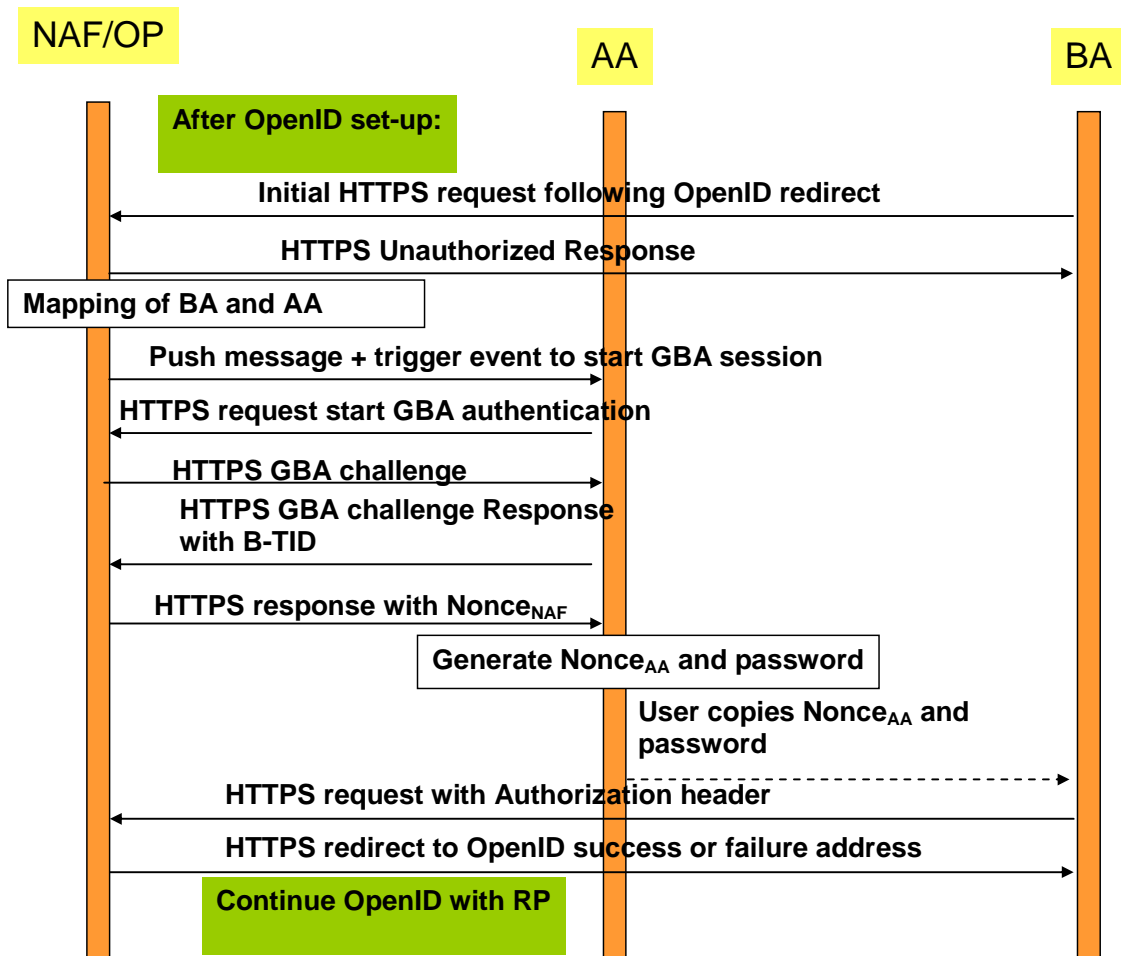 NAF/OP
AA
BA
After OpenID set-up:
Initial HTTPS request following OpenID redirect
HTTPS Unauthorized Response
Mapping of BA and AA
Push message + trigger event to start GBA session
HTTPS request start GBA authentication
HTTPS GBA challenge
HTTPS GBA challenge Response
with B-TID
HTTPS response with Nonce_NAF
Generate Nonce_AA and password
User copies Nonce_AA and
password
HTTPS request with Authorization header
HTTPS redirect to OpenID success or failure address
Continue OpenID with RP